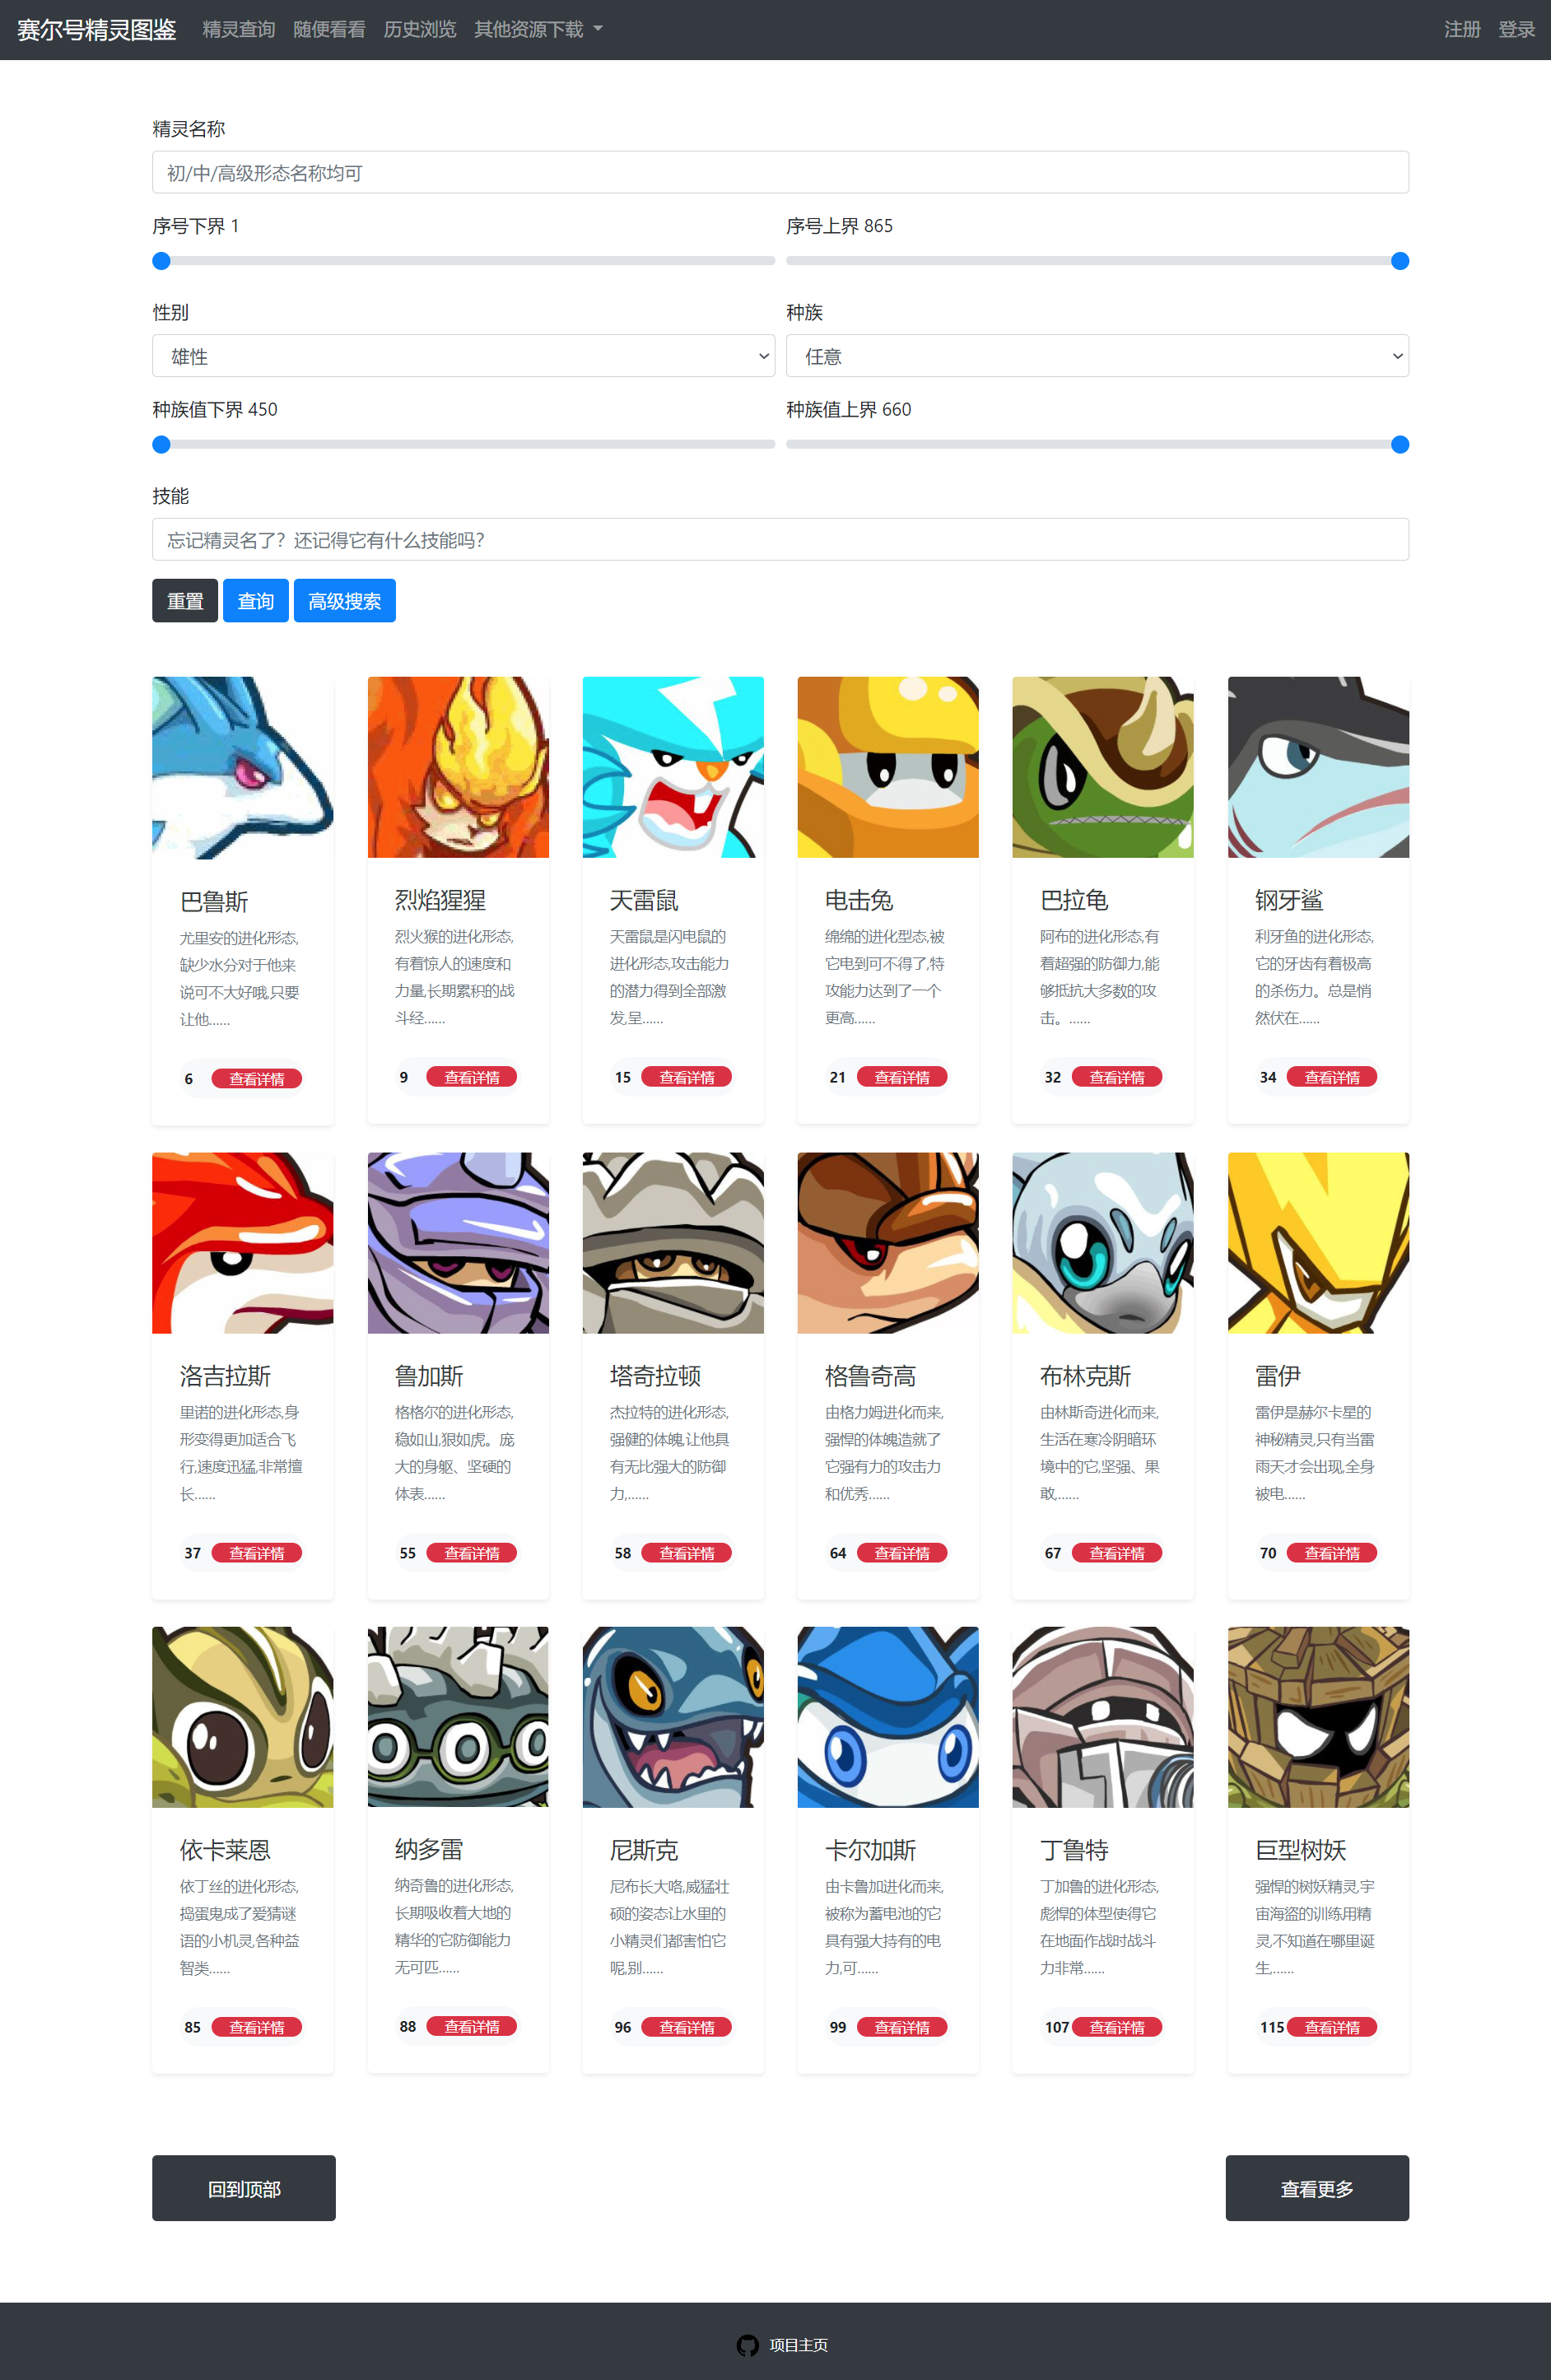 赛尔号精灵图鉴 精灵查询 随便看看 历史浏览 其他资源下载 注册 登录
精灵名称
初/中/高级形态名称均可
序号下界 1 序号上界 865
性别 种族
雄性 任意
种族值下界 450 种族值上界 660
技能
忘记精灵名了？还记得它有什么技能吗？
重置 查询 高级搜索
巴鲁斯
尤里安的进化形态,
缺少水分对于他来
说可不大好哦,只要
让他……
6 查看详情
烈焰猩猩
烈火猴的进化形态,
有着惊人的速度和
力量,长期累积的战
斗经……
9 查看详情
天雷鼠
天雷鼠是闪电鼠的
进化形态,攻击能力
的潜力得到全部激
发,呈……
15 查看详情
电击兔
绵绵的进化型态,被
它电到可不得了,特
攻能力达到了一个
更高……
21 查看详情
巴拉龟
阿布的进化形态,有
着超强的防御力,能
够抵抗大多数的攻
击。……
32 查看详情
钢牙鲨
利牙鱼的进化形态,
它的牙齿有着极高
的杀伤力。总是悄
然伏在……
34 查看详情
洛吉拉斯
里诺的进化形态,身
形变得更加适合飞
行,速度迅猛,非常擅
长……
37 查看详情
鲁加斯
格格尔的进化形态,
稳如山,狠如虎。庞
大的身躯、坚硬的
体表……
55 查看详情
塔奇拉顿
杰拉特的进化形态,
强健的体魄,让他具
有无比强大的防御
力,……
58 查看详情
格鲁奇高
由格力姆进化而来,
强悍的体魄造就了
它强有力的攻击力
和优秀……
64 查看详情
布林克斯
由林斯奇进化而来,
生活在寒冷阴暗环
境中的它,坚强、果
敢,……
67 查看详情
雷伊
雷伊是赫尔卡星的
神秘精灵,只有当雷
雨天才会出现,全身
被电……
70 查看详情
依卡莱恩
依丁丝的进化形态,
捣蛋鬼成了爱猜谜
语的小机灵,各种益
智类……
85 查看详情
纳多雷
纳奇鲁的进化形态,
长期吸收着大地的
精华的它防御能力
无可匹……
88 查看详情
尼斯克
尼布长大咯,威猛壮
硕的姿态让水里的
小精灵们都害怕它
呢,别……
96 查看详情
卡尔加斯
由卡鲁加进化而来,
被称为蓄电池的它
具有强大持有的电
力,可……
99 查看详情
丁鲁特
丁加鲁的进化形态,
彪悍的体型使得它
在地面作战时战斗
力非常……
107 查看详情
巨型树妖
强悍的树妖精灵,宇
宙海盗的训练用精
灵,不知道在哪里诞
生,……
115 查看详情
回到顶部 查看更多
项目主页